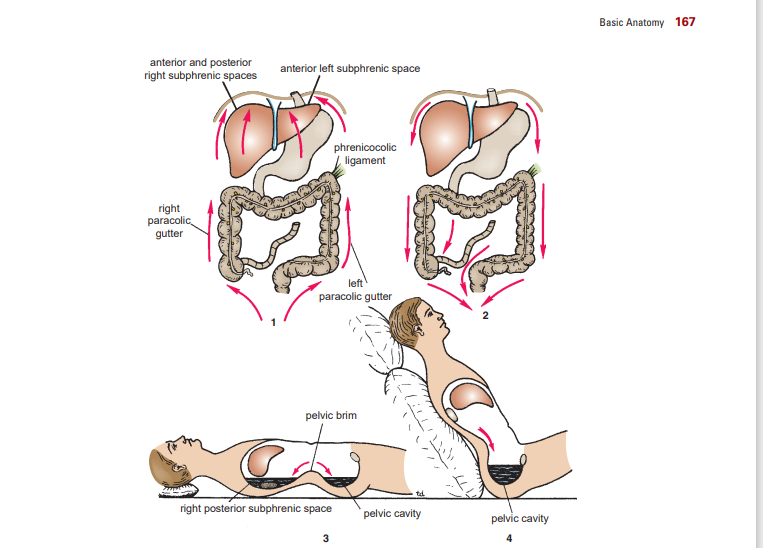 Basic Anatomy 167
anterior and posterior
right subphrenic spaces
anterior left subphrenic space
phrenicocolic
ligament
right
paracolic
gutter
left
paracolic gutter
1
2
pelvic brim
right posterior subphrenic space
pelvic cavity
pelvic cavity
3
4
td